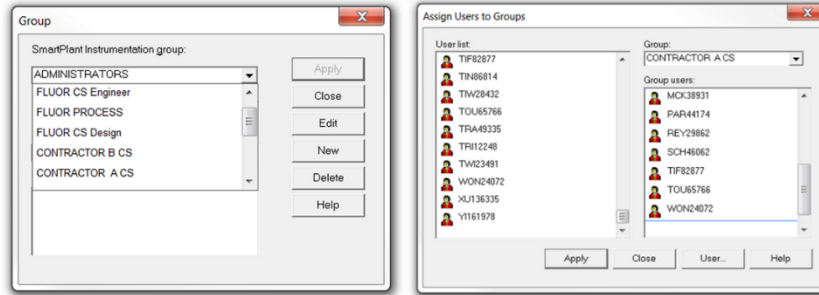 Group
SmartPlant Instrumentation group:
ADMINISTRATORS
FLUOR CS Engineer
FLUOR PROCESS
FLUOR CS Design
CONTRACTOR B CS
CONTRACTOR A CS
Apply
Close
Edit
New
Delete
Help
Assign Users to Groups
User list:
TIF82877
TIN86814
TIW28432
TOU65766
TRA49335
TRI12248
TWI23491
WON24072
XU136335
YI161978
Group:
CONTRACTOR A CS
Group users:
MCK38931
PAR44174
REY29862
SCH46062
TIF82877
TOU65766
WON24072
Apply
Close
User...
Help